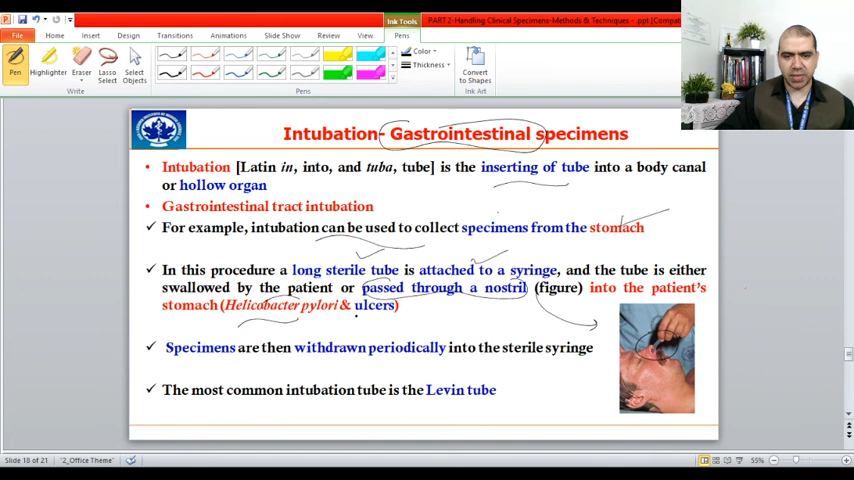 Ink Tools
PART 2-Handling Clinical Specimens-Methods & Techniques - .ppt [Compat
File Home Insert Design Transitions Animations Slide Show Review View Pens
Pen
Highlighter
Eraser
Lasso Select
Select Objects
Color
Thickness
Convert to Shapes
Write
Pens
Ink Art
Intubation- Gastrointestinal specimens
• Intubation [Latin in, into, and tuba, tube] is the inserting of tube into a body canal
or hollow organ
• Gastrointestinal tract intubation
✓ For example, intubation can be used to collect specimens from the stomach
✓ In this procedure a long sterile tube is attached to a syringe, and the tube is either
swallowed by the patient or passed through a nostril (figure) into the patient's
stomach (Helicobacter pylori & ulcers)
✓ Specimens are then withdrawn periodically into the sterile syringe
✓ The most common intubation tube is the Levin tube
Slide 18 of 21 "2_Office Theme" 55%